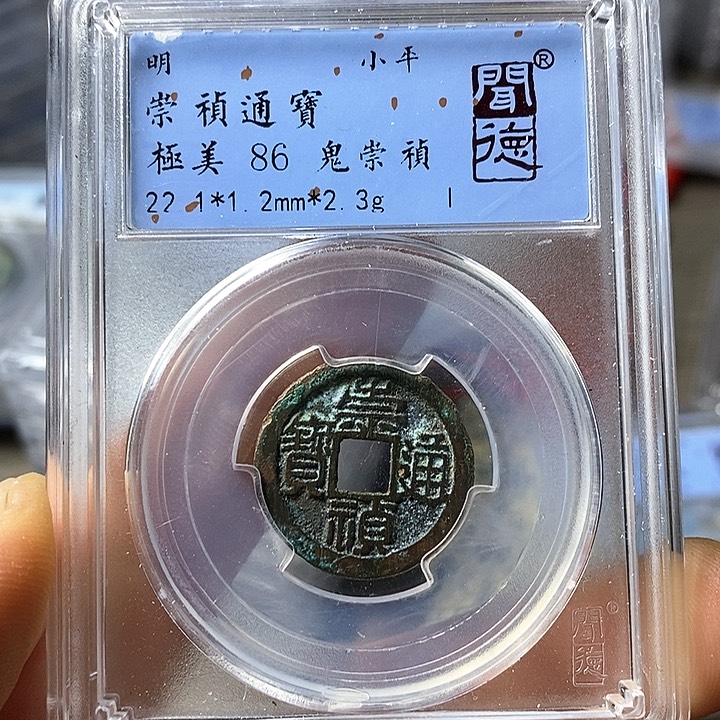 明 小平
崇禎通寶
極美 86 鬼崇禎
22.1*1.2mm*2.3g
聞德®
崇禎通寶
聞德®